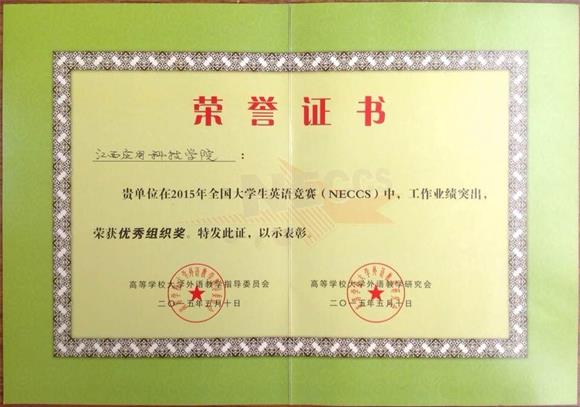 荣誉证书
江西应用科技学院：
贵单位在2015年全国大学生英语竞赛（NECCS）中，工作业绩突出，
荣获优秀组织奖。特发此证，以示表彰。
高等学校大学外语教学指导委员会
二〇一五年五月十日
高等学校大学外语教学研究会
二〇一五年五月十日
NECCS